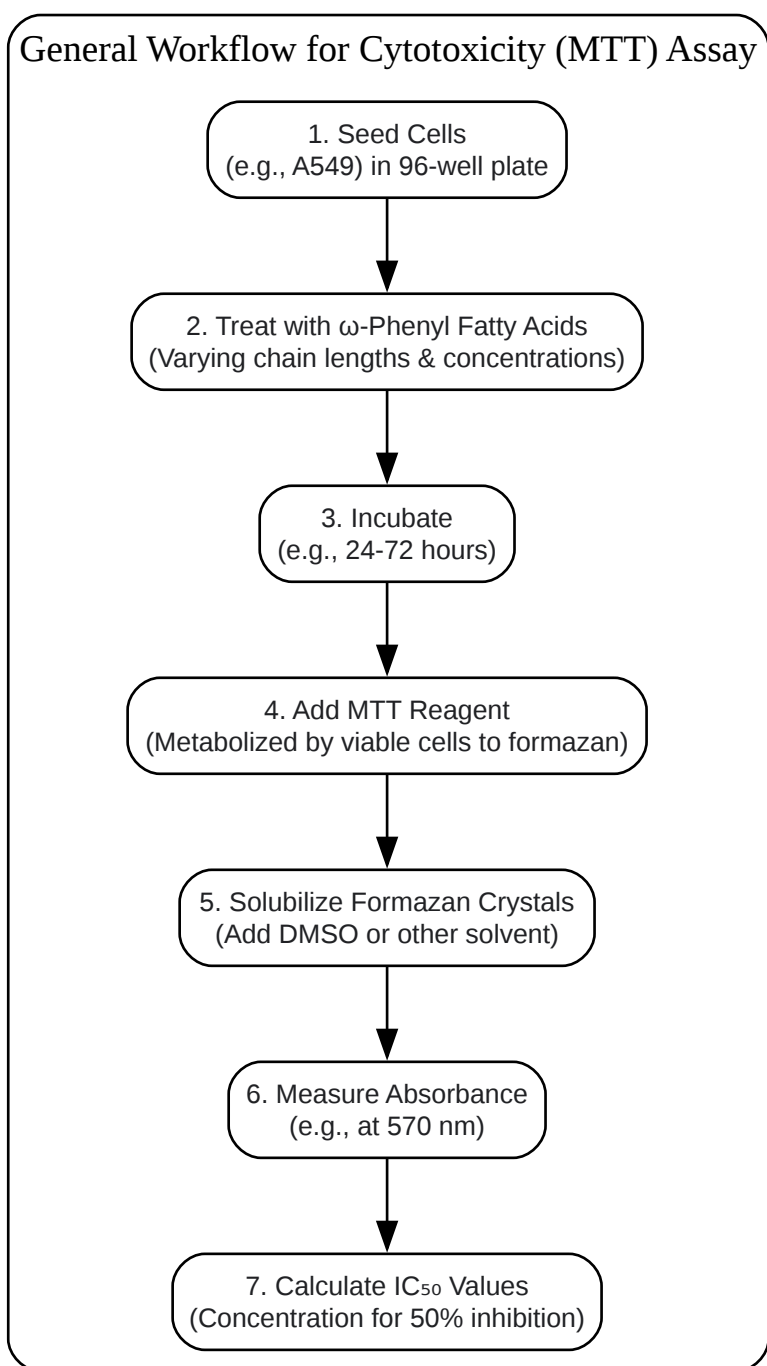 General Workflow for Cytotoxicity (MTT) Assay
1. Seed Cells
(e.g., A549) in 96-well plate
2. Treat with ω-Phenyl Fatty Acids
(Varying chain lengths & concentrations)
3. Incubate
(e.g., 24-72 hours)
4. Add MTT Reagent
(Metabolized by viable cells to formazan)
5. Solubilize Formazan Crystals
(Add DMSO or other solvent)
6. Measure Absorbance
(e.g., at 570 nm)
7. Calculate IC₅₀ Values
(Concentration for 50% inhibition)